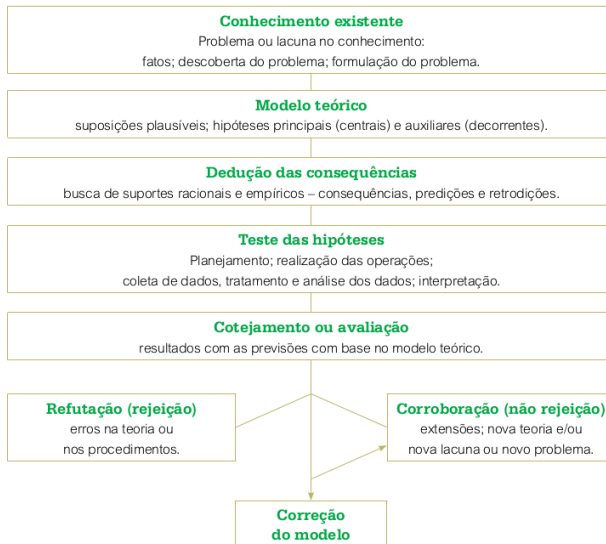 Conhecimento existente
Problema ou lacuna no conhecimento:
fatos; descoberta do problema; formulação do problema.
Modelo teórico
suposições plausíveis; hipóteses principais (centrais) e auxiliares (decorrentes).
Dedução das consequências
busca de suportes racionais e empíricos – consequências, predições e retrodições.
Teste das hipóteses
Planejamento; realização das operações;
coleta de dados, tratamento e análise dos dados; interpretação.
Cotejamento ou avaliação
resultados com as previsões com base no modelo teórico.
Refutação (rejeição)
erros na teoria ou
nos procedimentos.
Corroboração (não rejeição)
extensões; nova teoria e/ou
nova lacuna ou novo problema.
Correção
do modelo